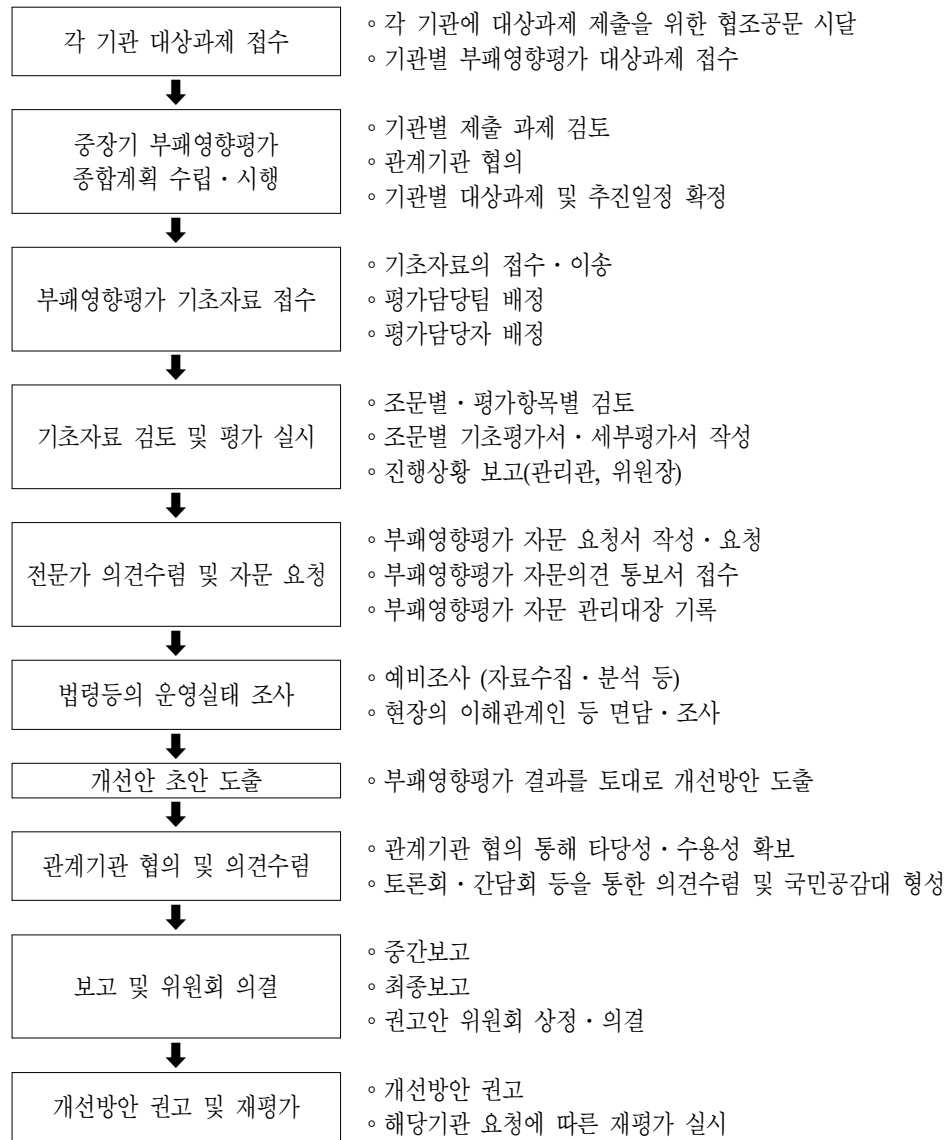 각 기관 대상과제 접수
◦ 각 기관에 대상과제 제출을 위한 협조공문 시달
◦ 기관별 부패영향평가 대상과제 접수
중장기 부패영향평가
종합계획 수립・시행
◦ 기관별 제출 과제 검토
◦ 관계기관 협의
◦ 기관별 대상과제 및 추진일정 확정
부패영향평가 기초자료 접수
◦ 기초자료의 접수・이송
◦ 평가담당팀 배정
◦ 평가담당자 배정
기초자료 검토 및 평가 실시
◦ 조문별・평가항목별 검토
◦ 조문별 기초평가서・세부평가서 작성
◦ 진행상황 보고(관리관, 위원장)
전문가 의견수렴 및 자문 요청
◦ 부패영향평가 자문 요청서 작성・요청
◦ 부패영향평가 자문의견 통보서 접수
◦ 부패영향평가 자문 관리대장 기록
법령등의 운영실태 조사
◦ 예비조사 (자료수집・분석 등)
◦ 현장의 이해관계인 등 면담・조사
개선안 초안 도출
◦ 부패영향평가 결과를 토대로 개선방안 도출
관계기관 협의 및 의견수렴
◦ 관계기관 협의 통해 타당성・수용성 확보
◦ 토론회・간담회 등을 통한 의견수렴 및 국민공감대 형성
보고 및 위원회 의결
◦ 중간보고
◦ 최종보고
◦ 권고안 위원회 상정・의결
개선방안 권고 및 재평가
◦ 개선방안 권고
◦ 해당기관 요청에 따른 재평가 실시